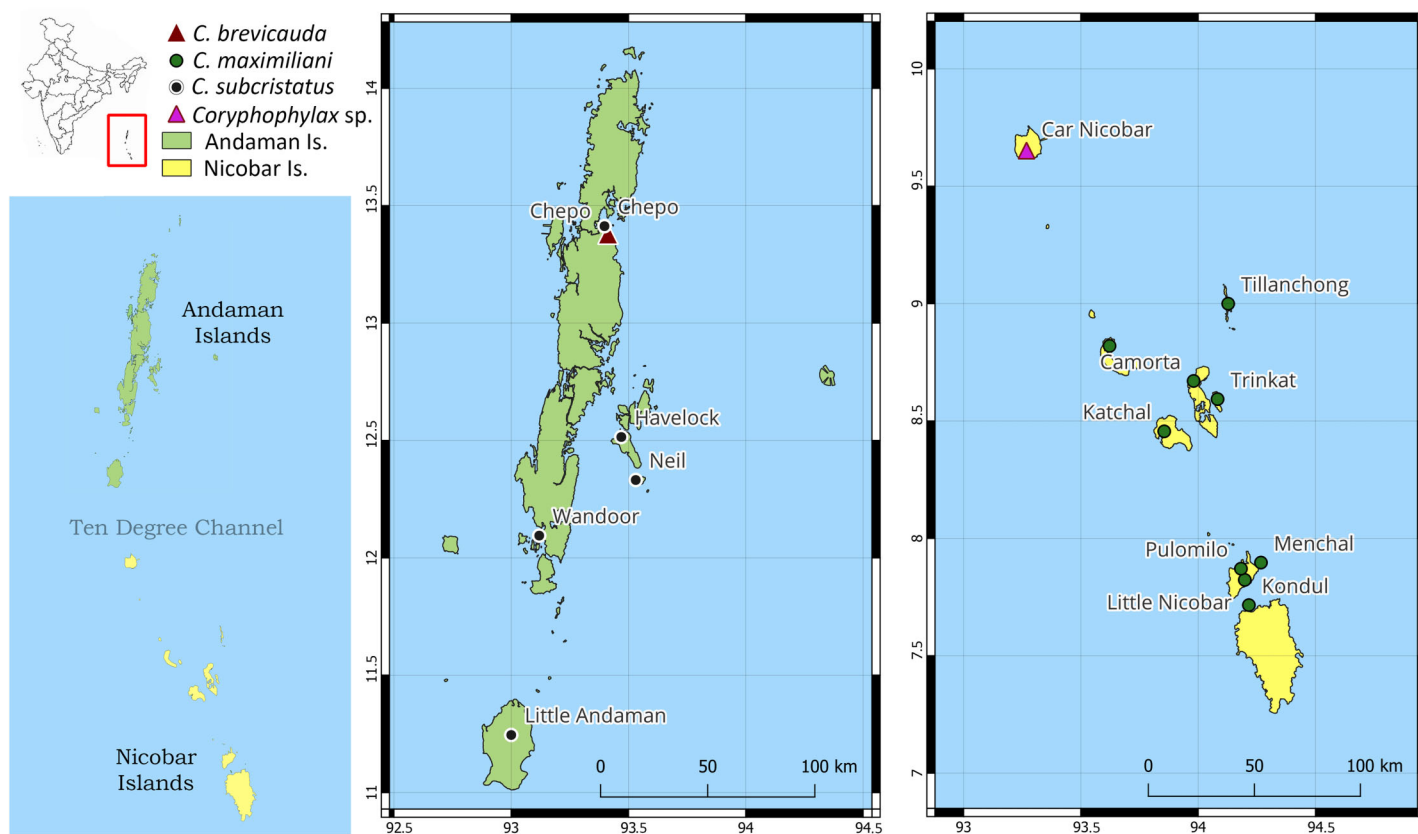 C. brevicauda
C. maximiliani
C. subcristatus
Coryphophylax sp.
Andaman Is.
Nicobar Is.
Andaman
Islands
Ten Degree Channel
Nicobar
Islands
14
13.5
13
12.5
12
11.5
11
Chepo
Chepo
Havelock
Neil
Wandoor
Little Andaman
0 50 100 km
92.5 93 93.5 94 94.5
10
9.5
9
8.5
8
7.5
7
Car Nicobar
Tillanchong
Camorta
Trinkat
Katchal
Pulomilo
Menchal
Kondul
Little Nicobar
0 50 100 km
93 93.5 94 94.5